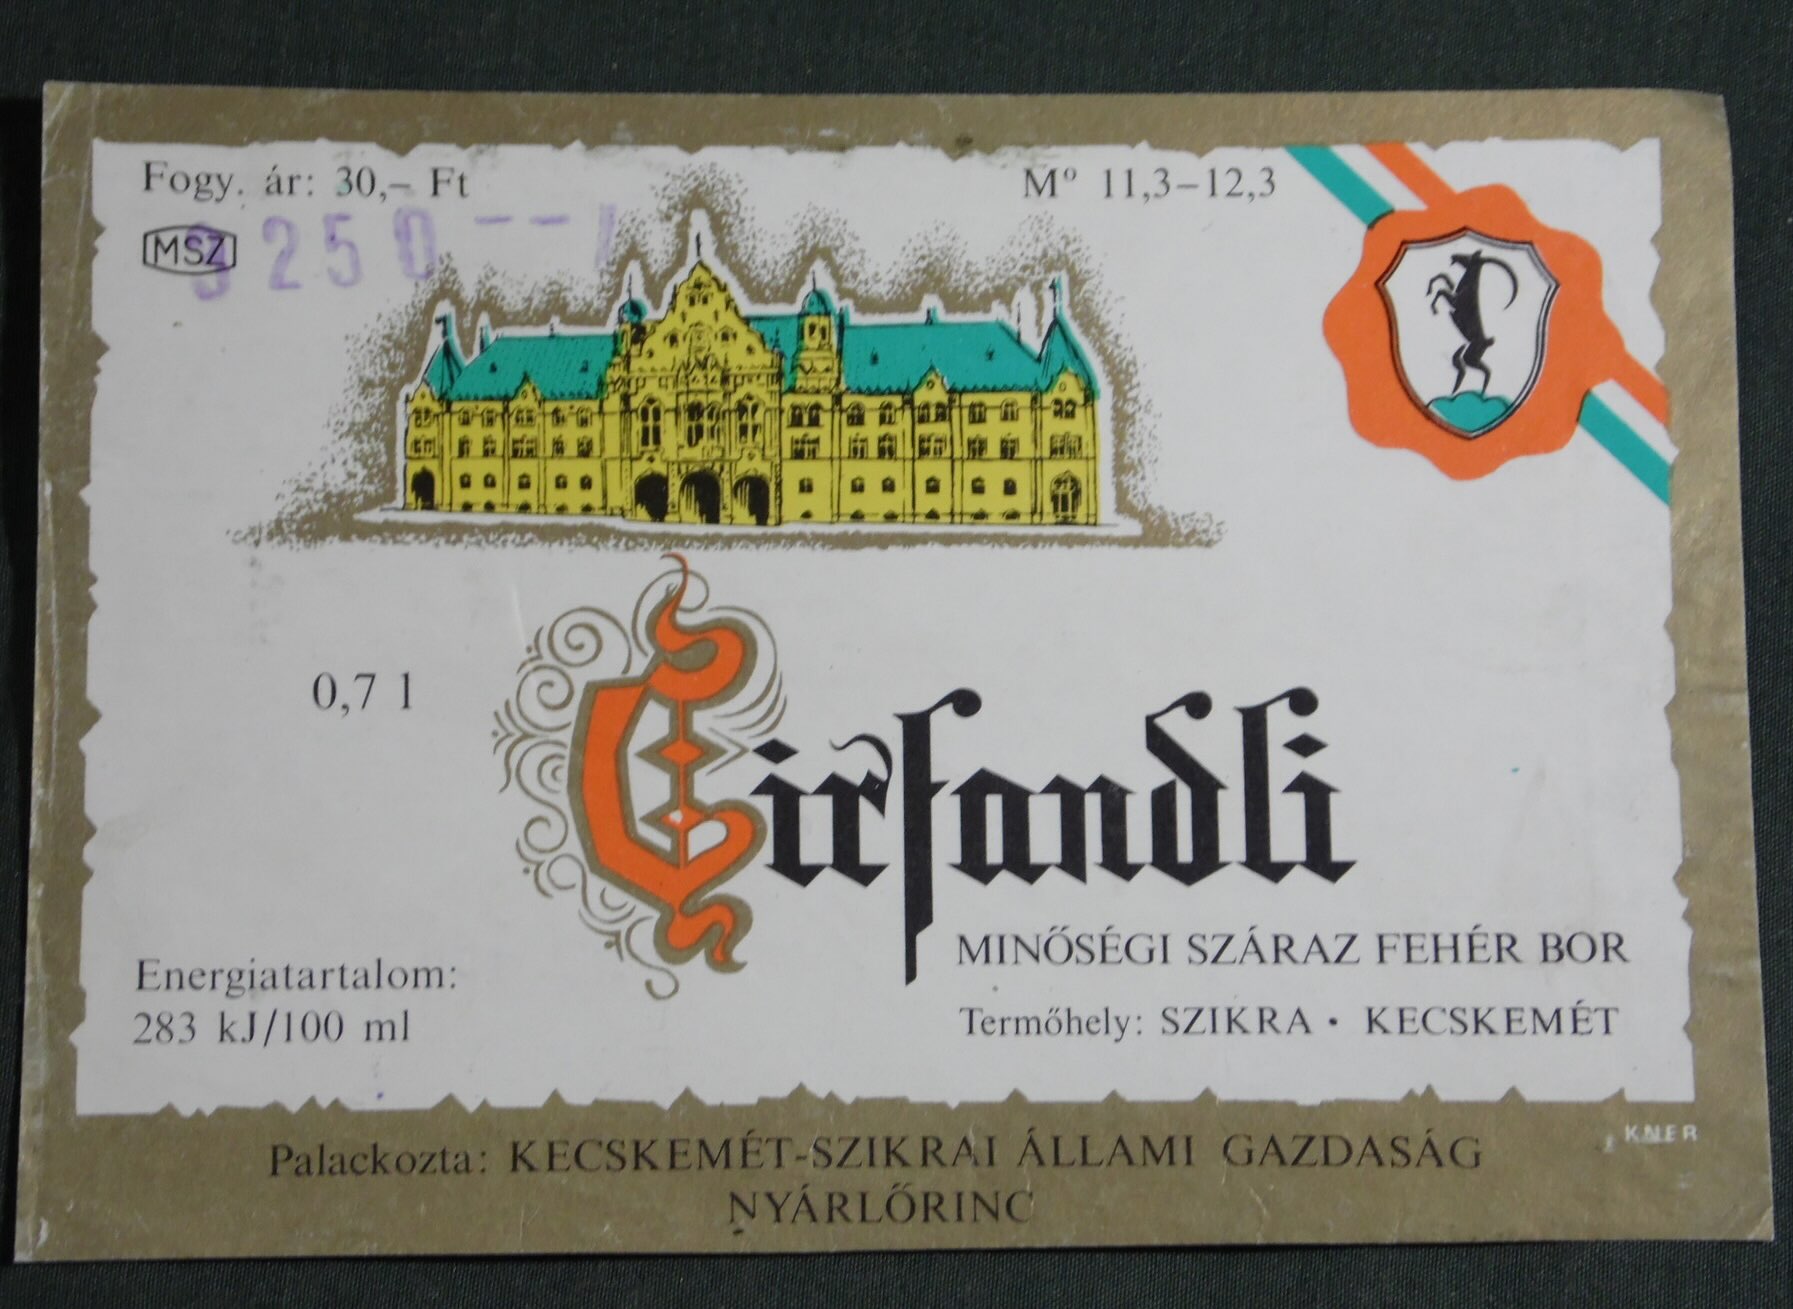 Fogy. ár: 30,– Ft
M° 11,3–12,3
MSZ
250
0,7 l
Cirfandli
MINŐSÉGI SZÁRAZ FEHÉR BOR
Energiatartalom:
283 kJ/100 ml
Termőhely: SZIKRA • KECSKEMÉT
KNER
Palackozta: KECSKEMÉT-SZIKRAI ÁLLAMI GAZDASÁG
NYÁRLŐRINC